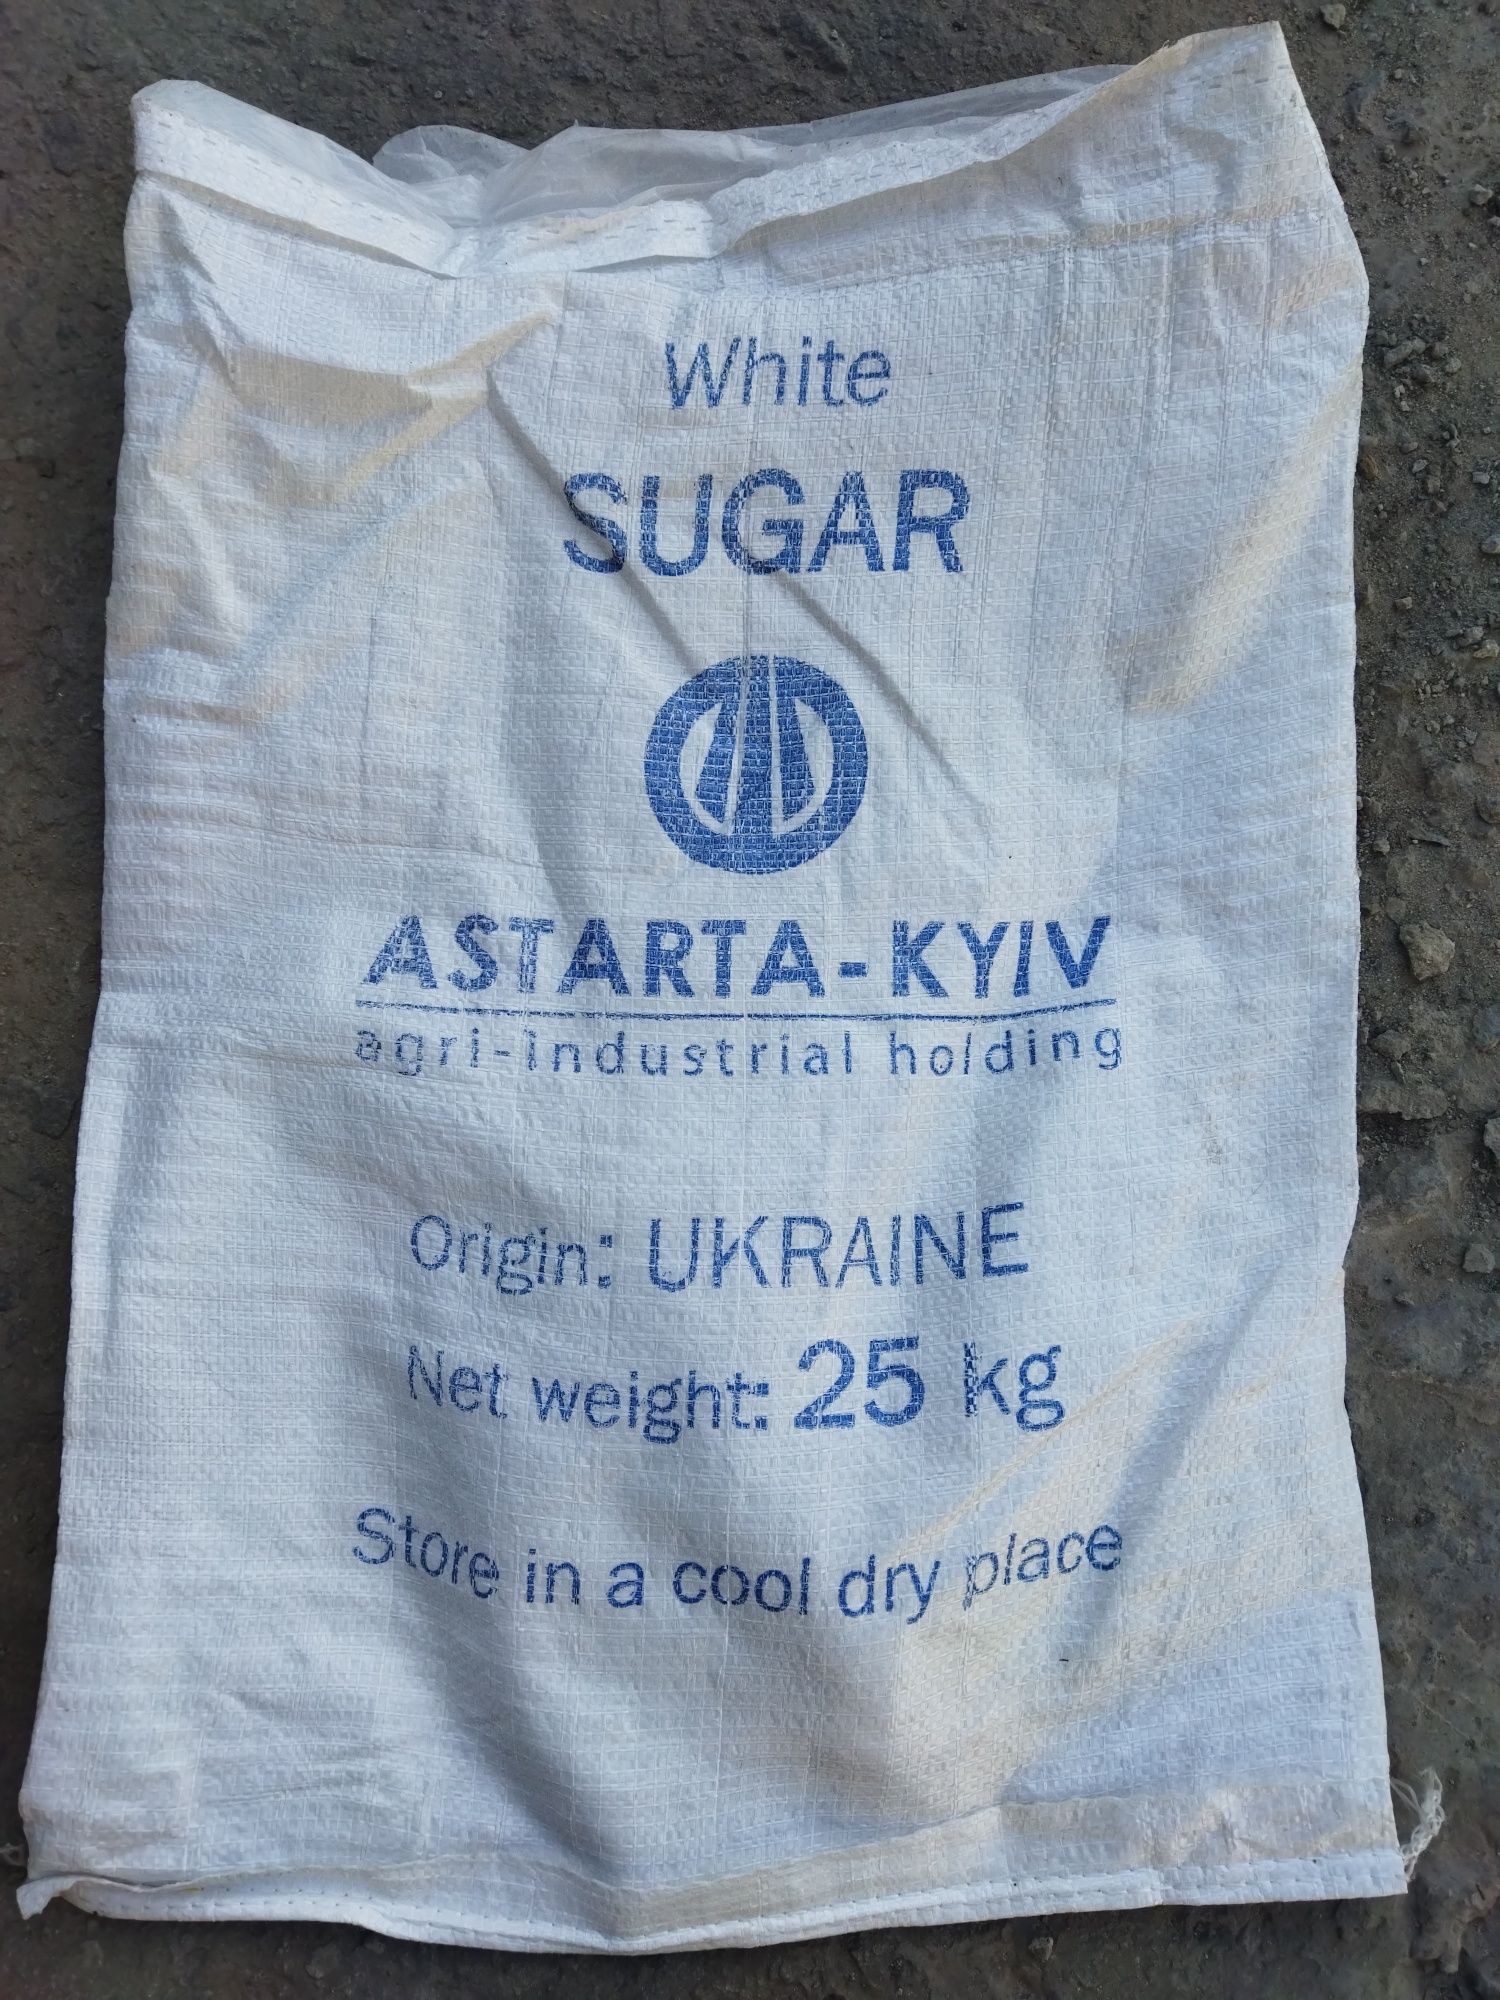 White
SUGAR
ASTARTA-KYIV
agri-industrial holding
Origin: UKRAINE
Net weight: 25 kg
Store in a cool dry place